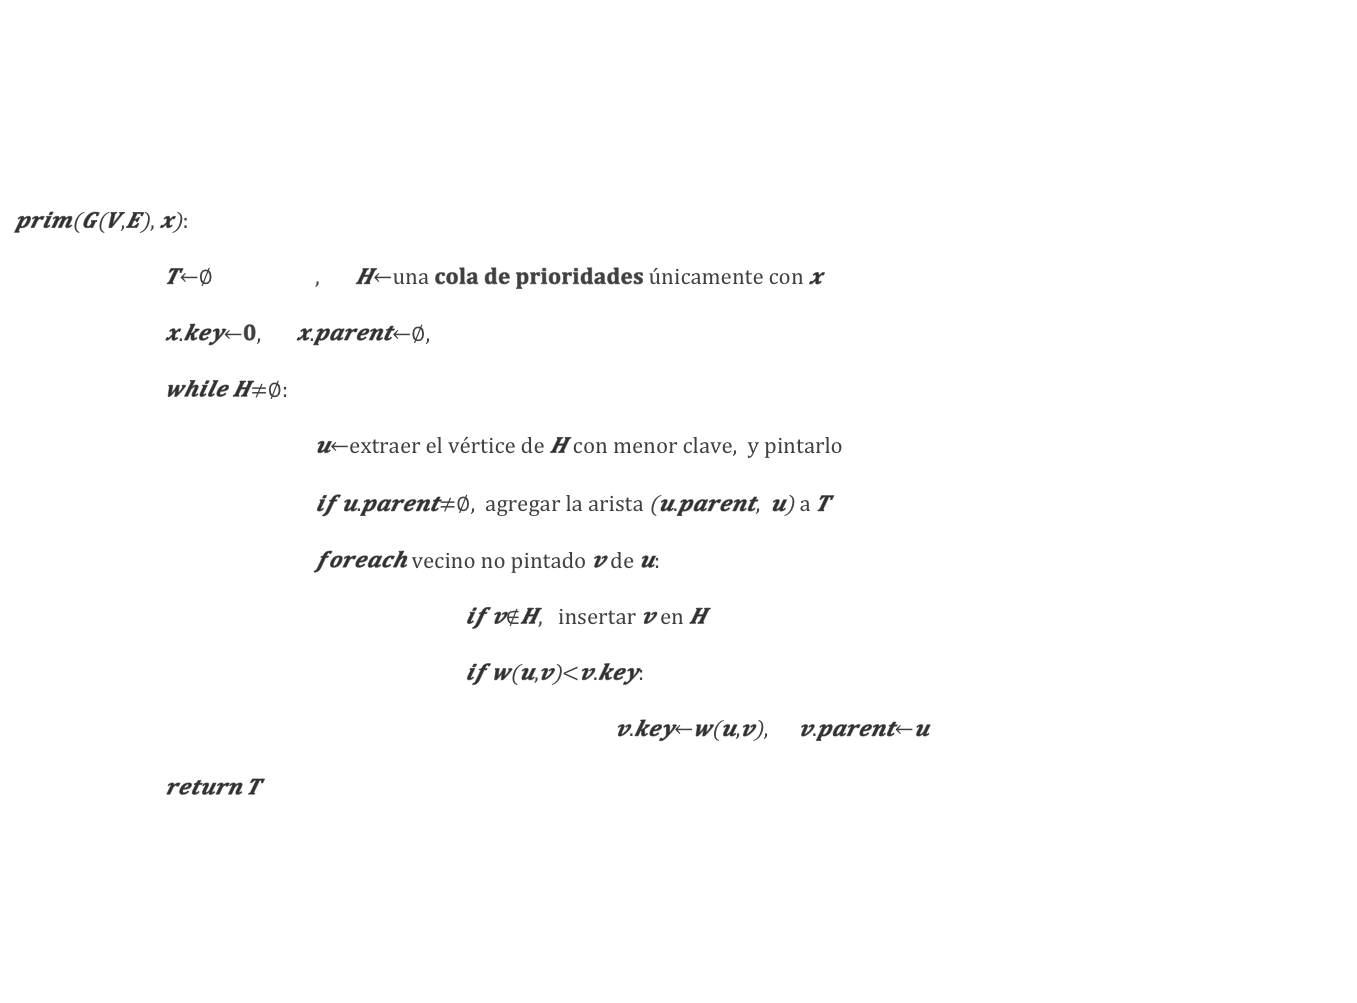 prim(G(V,E), x):
T←∅ , H←una cola de prioridades únicamente con x
x.key←0, x.parent←∅,
while H≠∅:
u←extraer el vértice de H con menor clave, y pintarlo
if u.parent≠∅, agregar la arista (u.parent, u) a T
foreach vecino no pintado v de u:
if v∉H, insertar v en H
if w(u,v)<v.key:
v.key←w(u,v), v.parent←u
return T